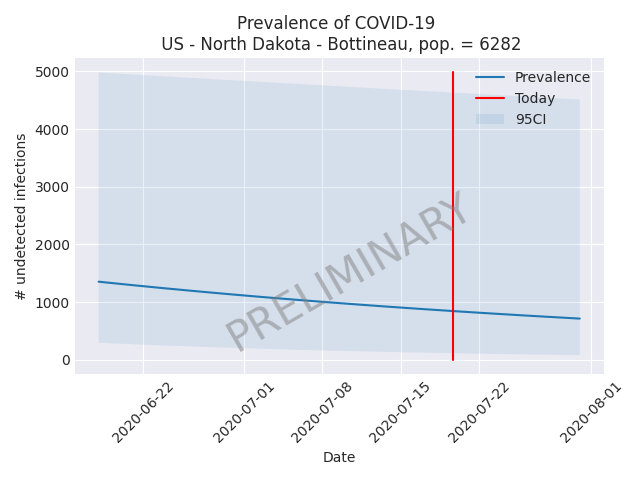 Prevalence of COVID-19
US - North Dakota - Bottineau, pop. = 6282
5000
4000
3000
2000
1000
0
# undetected infections
Prevalence
Today
95CI
PRELIMINARY
2020-06-22
2020-07-01
2020-07-08
2020-07-15
2020-07-22
2020-08-01
Date